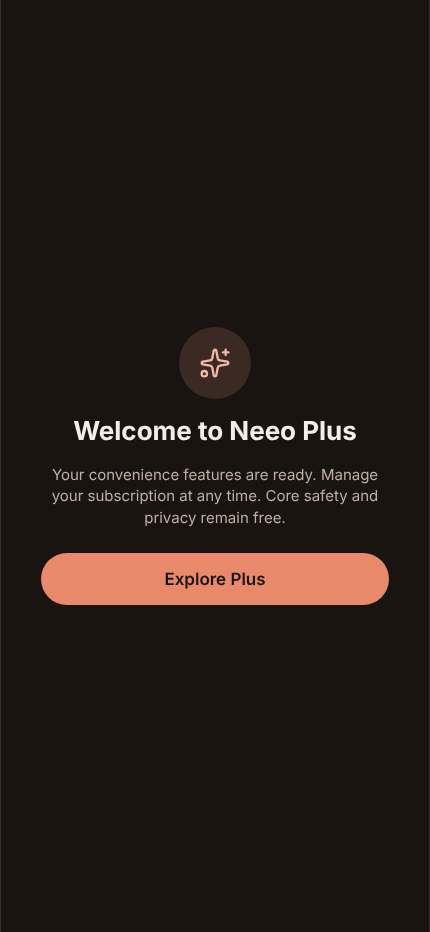 Welcome to Neeo Plus
Your convenience features are ready. Manage
your subscription at any time. Core safety and
privacy remain free.
Explore Plus